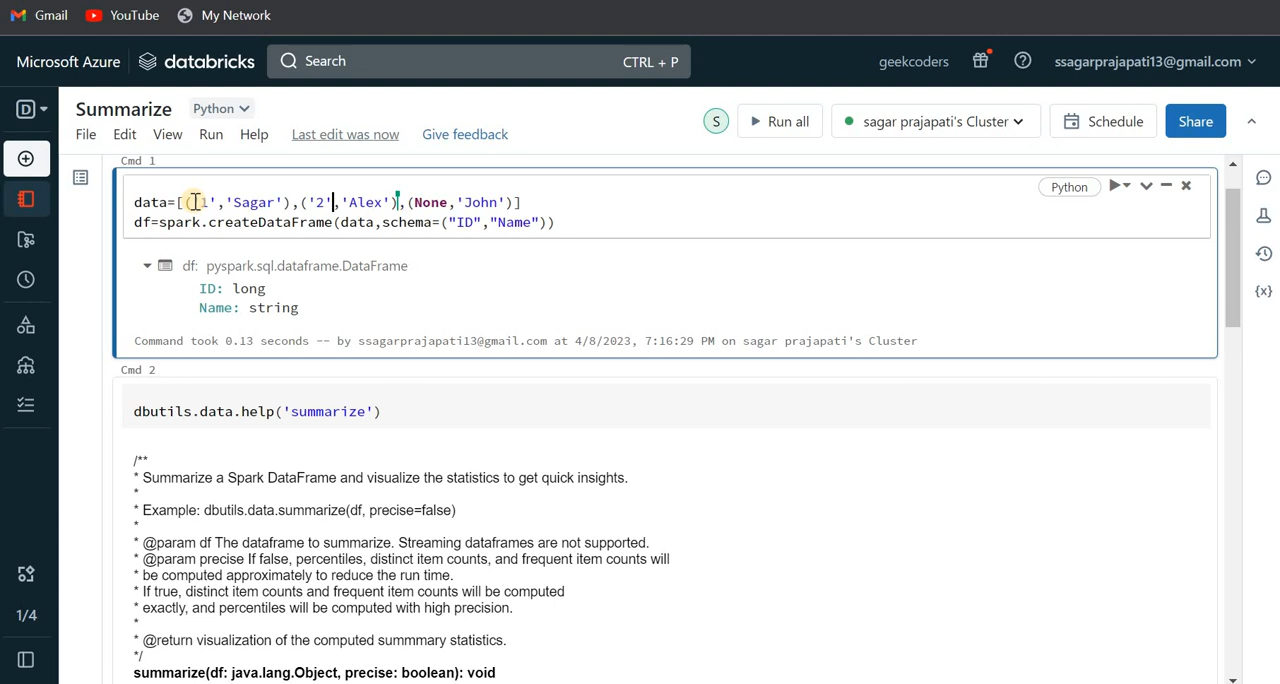 Gmail YouTube My Network
Microsoft Azure databricks Search CTRL + P geekcoders ssagarprajapati13@gmail.com
D Summarize Python
File Edit View Run Help Last edit was now Give feedback S Run all sagar prajapati's Cluster Schedule Share
Cmd 1
Python
data=[('1','Sagar'),('2','Alex'),(None,'John')]
df=spark.createDataFrame(data,schema=("ID","Name"))
df: pyspark.sql.dataframe.DataFrame
ID: long
Name: string
Command took 0.13 seconds -- by ssagarprajapati13@gmail.com at 4/8/2023, 7:16:29 PM on sagar prajapati's Cluster
Cmd 2
dbutils.data.help('summarize')
/**
* Summarize a Spark DataFrame and visualize the statistics to get quick insights.
*
* Example: dbutils.data.summarize(df, precise=false)
*
* @param df The dataframe to summarize. Streaming dataframes are not supported.
* @param precise If false, percentiles, distinct item counts, and frequent item counts will
* be computed approximately to reduce the run time.
* If true, distinct item counts and frequent item counts will be computed
* exactly, and percentiles will be computed with high precision.
*
* @return visualization of the computed summmary statistics.
*/
summarize(df: java.lang.Object, precise: boolean): void
1/4